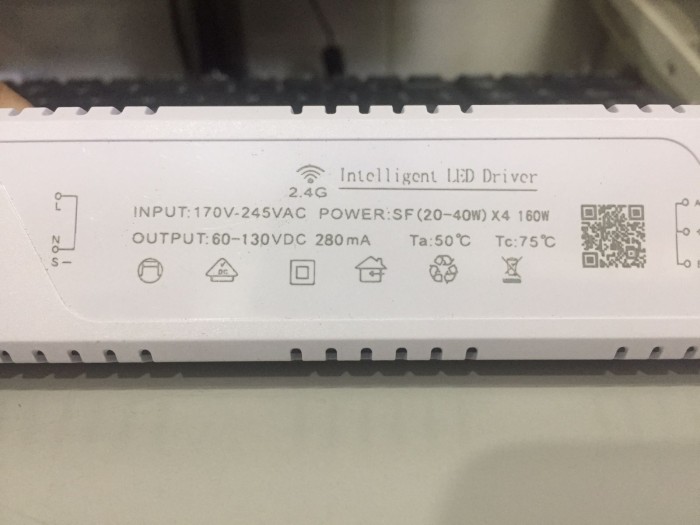 Intelligent LED Driver
2.4G
INPUT:170V-245VAC POWER:SF(20-40W)X4 160W
OUTPUT:60-130VDC 280mA Ta:50℃ Tc:75℃
L
N
S-
DC